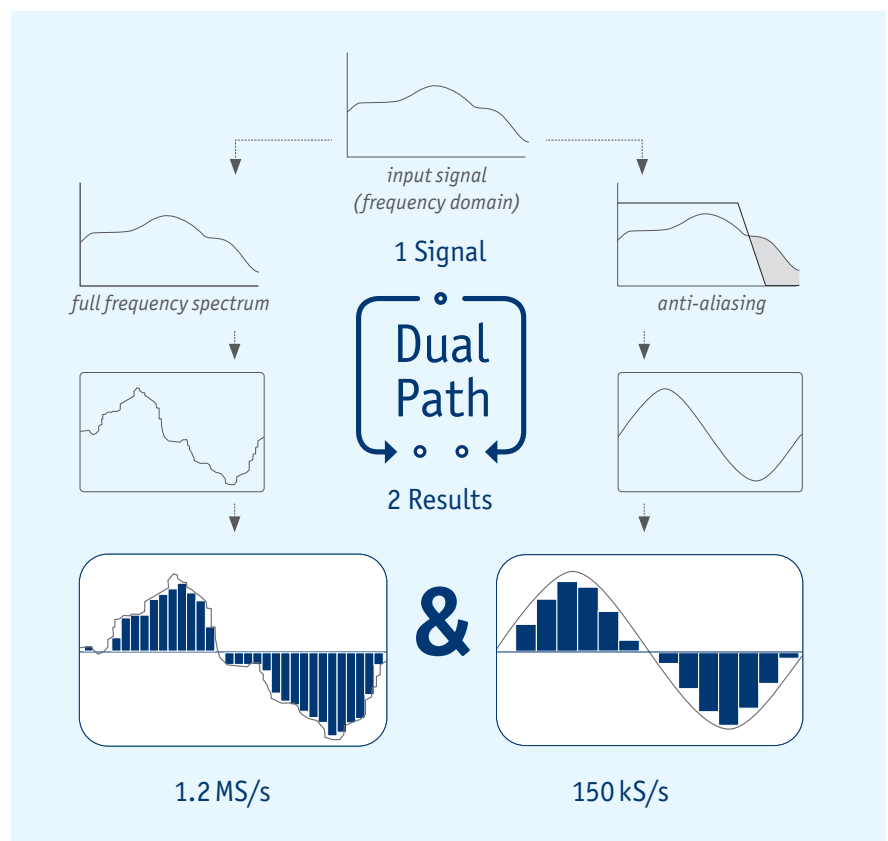 input signal
(frequency domain)
1 Signal
full frequency spectrum
anti-aliasing
Dual
Path
2 Results
&
1.2 MS/s
150 kS/s